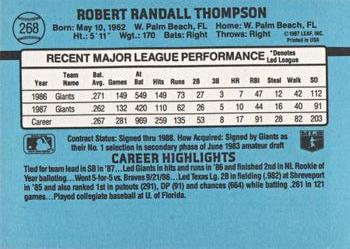 268
ROBERT RANDALL THOMPSON
Born: May 10, 1962 W. Palm Beach, FL Home: W. Palm Beach, FL
Ht: 5' 11" Wgt: 170 Bats: Right Throws: Right
© 1987 LEAF, INC.
Printed in USA
RECENT MAJOR LEAGUE PERFORMANCE *Denotes Led League
Year Team Name Bat. Avg. Games At Bat Runs 2B 3B HR RBI Steal Walk SO
1986 Giants .271 149 549 149 27 3 7 47 12 42 112
1987 Giants .262 132 420 110 26 5 10 44 16 40 91
Career .267 281 969 259 53 8 17 91 28 82 203
Contract Status: Signed thru 1988. How Acquired: Signed by Giants as
their No. 1 selection in secondary phase of June 1983 amateur draft
CAREER HIGHLIGHTS
Tied for team lead in SB in '87...Led Giants in hits and runs in '86 and finished 2nd in NL Rookie
of Year balloting...Went 5-for-5 vs. Braves 9/21/86...Led Texas Lg. 2B in fielding (.982) at Shreveport
in '85 and also ranked 1st in putouts (291), DP (91) and chances (664) while batting .261 in 121
games...Played collegiate baseball at U. of Florida.